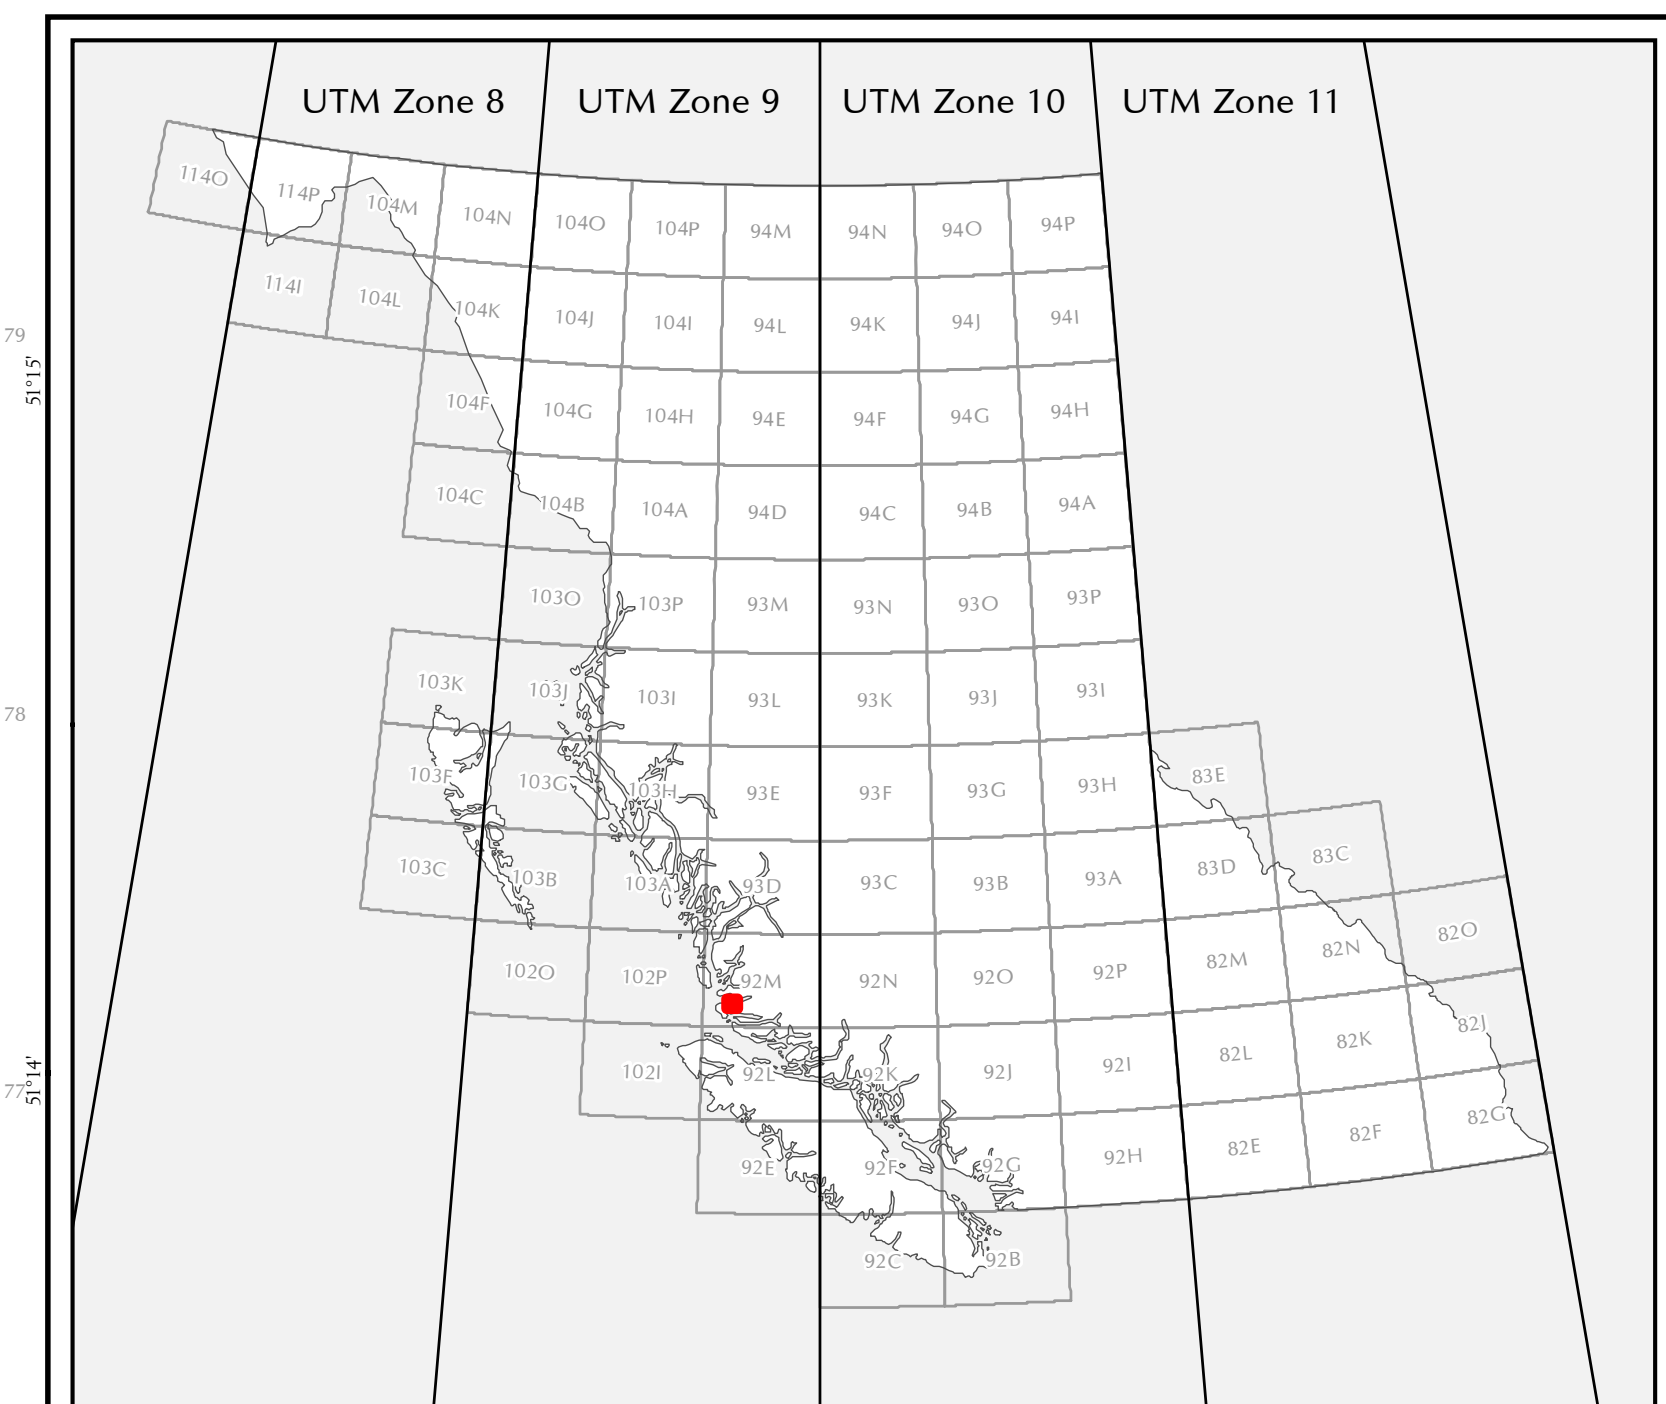 UTM Zone 8 UTM Zone 9 UTM Zone 10 UTM Zone 11
114O 114P 104M 104N 104O 104P 94M 94N 94O 94P
114I 104L 104K 104J 104I 94L 94K 94J 94I
79
51°15'
104F 104G 104H 94E 94F 94G 94H
104C 104B 104A 94D 94C 94B 94A
103O 103P 93M 93N 93O 93P
103K 103J 103I 93L 93K 93J 93I
78
103F 103G 103H 93E 93F 93G 93H 83E
103C 103B 103A 93D 93C 93B 93A 83D 83C
102O 102P 92M 92N 92O 92P 82M 82N 82O
102I 92L 92K 92J 92I 82L 82K 82J
77
51°14'
92E 92F 92G 92H 82E 82F 82G
92C 92B